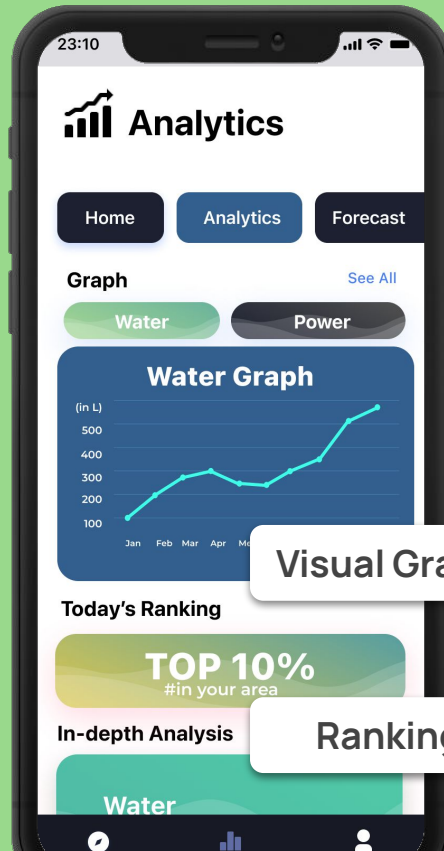 23:10
Analytics
Home Analytics Forecast
Graph See All
Water Power
Water Graph
(in L)
500
400
300
200
100
Jan Feb Mar Apr
Visual Gra
Today's Ranking
TOP 10%
#in your area
In-depth Analysis
Ranking
Water